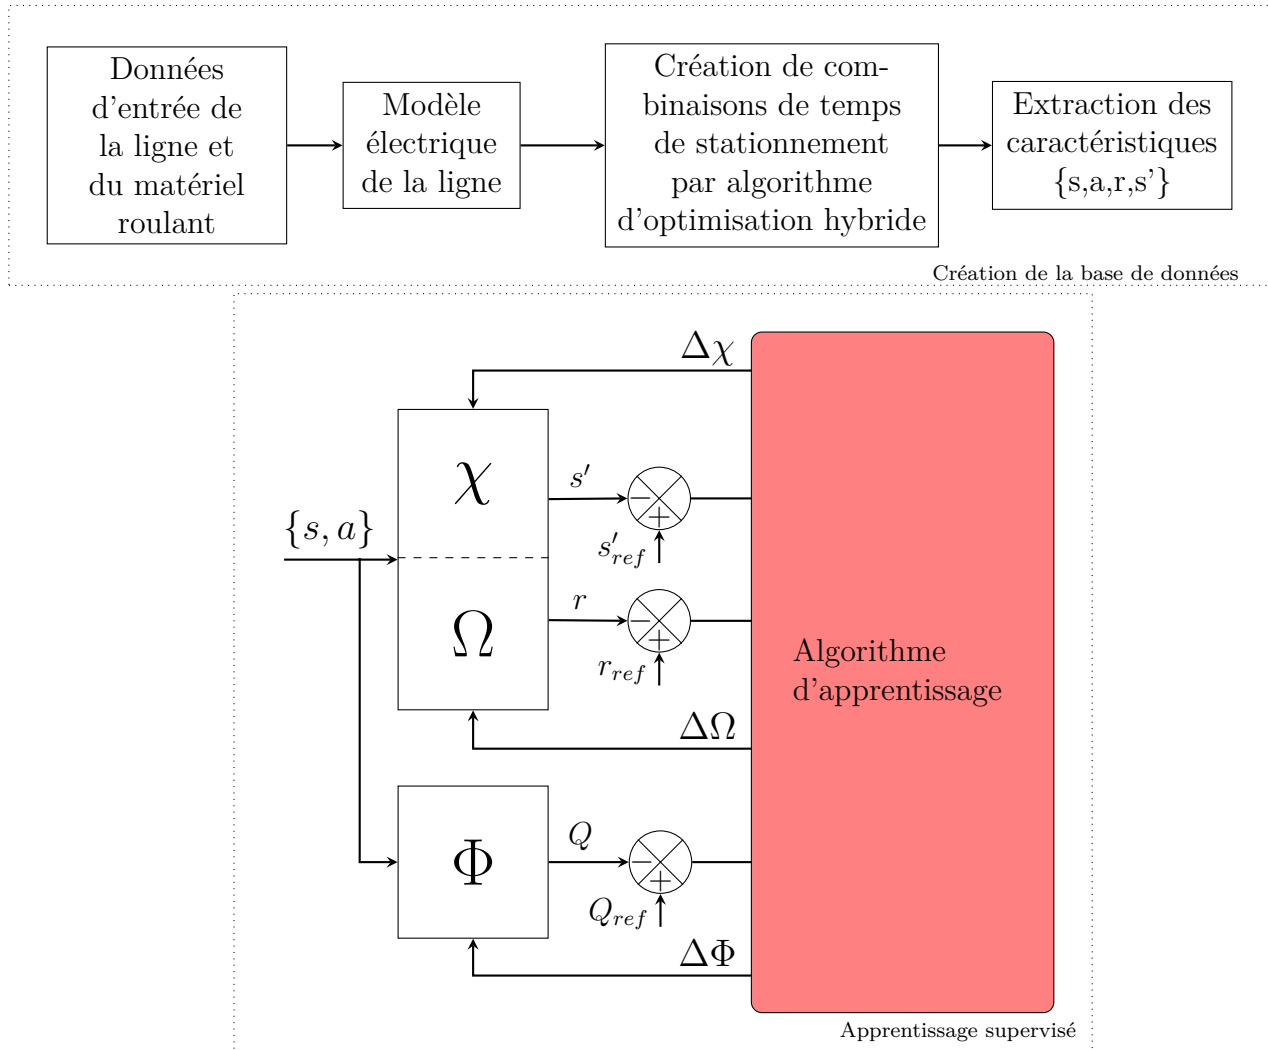 Données
d'entrée de
la ligne et
du matériel
roulant
Modèle
électrique
de la ligne
Création de com-
binaisons de temps
de stationnement
par algorithme
d'optimisation hybride
Extraction des
caractéristiques
{s,a,r,s'}
Création de la base de données
Δχ
χ
s′
−
+
s′ref
{s, a}
Ω
r
−
+
rref
Algorithme
d'apprentissage
ΔΩ
Φ
Q
−
+
Qref
ΔΦ
Apprentissage supervisé